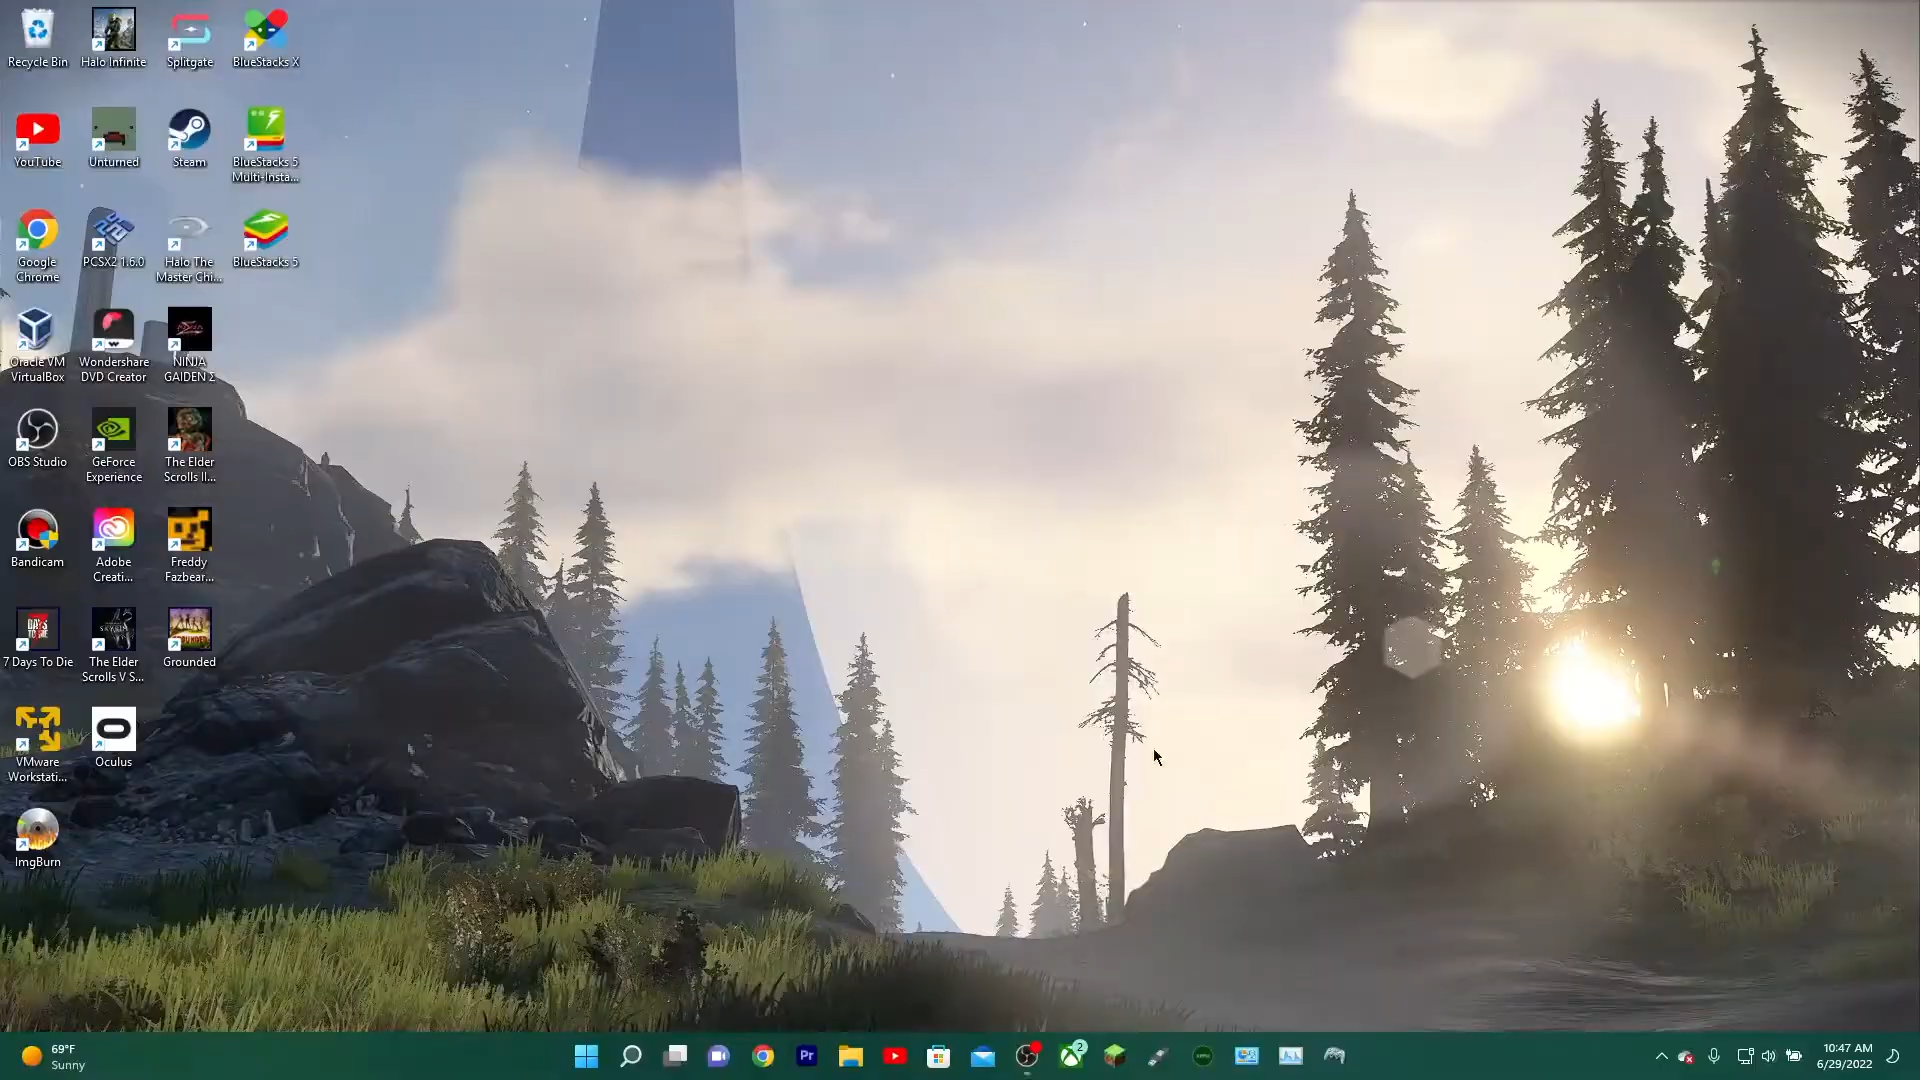 Recycle Bin
Halo Infinite
Splitgate
BlueStacks X
YouTube
Unturned
Steam
BlueStacks 5
Multi-Insta...
Google
Chrome
PCSX2 1.6.0
Halo The
Master Chi...
BlueStacks 5
Oracle VM
VirtualBox
Wondershare
DVD Creator
NINJA
GAIDEN Σ
OBS Studio
GeForce
Experience
The Elder
Scrolls II...
Bandicam
Adobe
Creati...
Freddy
Fazbear...
7 Days To Die
The Elder
Scrolls V S...
Grounded
VMware
Workstati...
Oculus
ImgBurn
69°F
Sunny
Pr
2
10:47 AM
6/29/2022